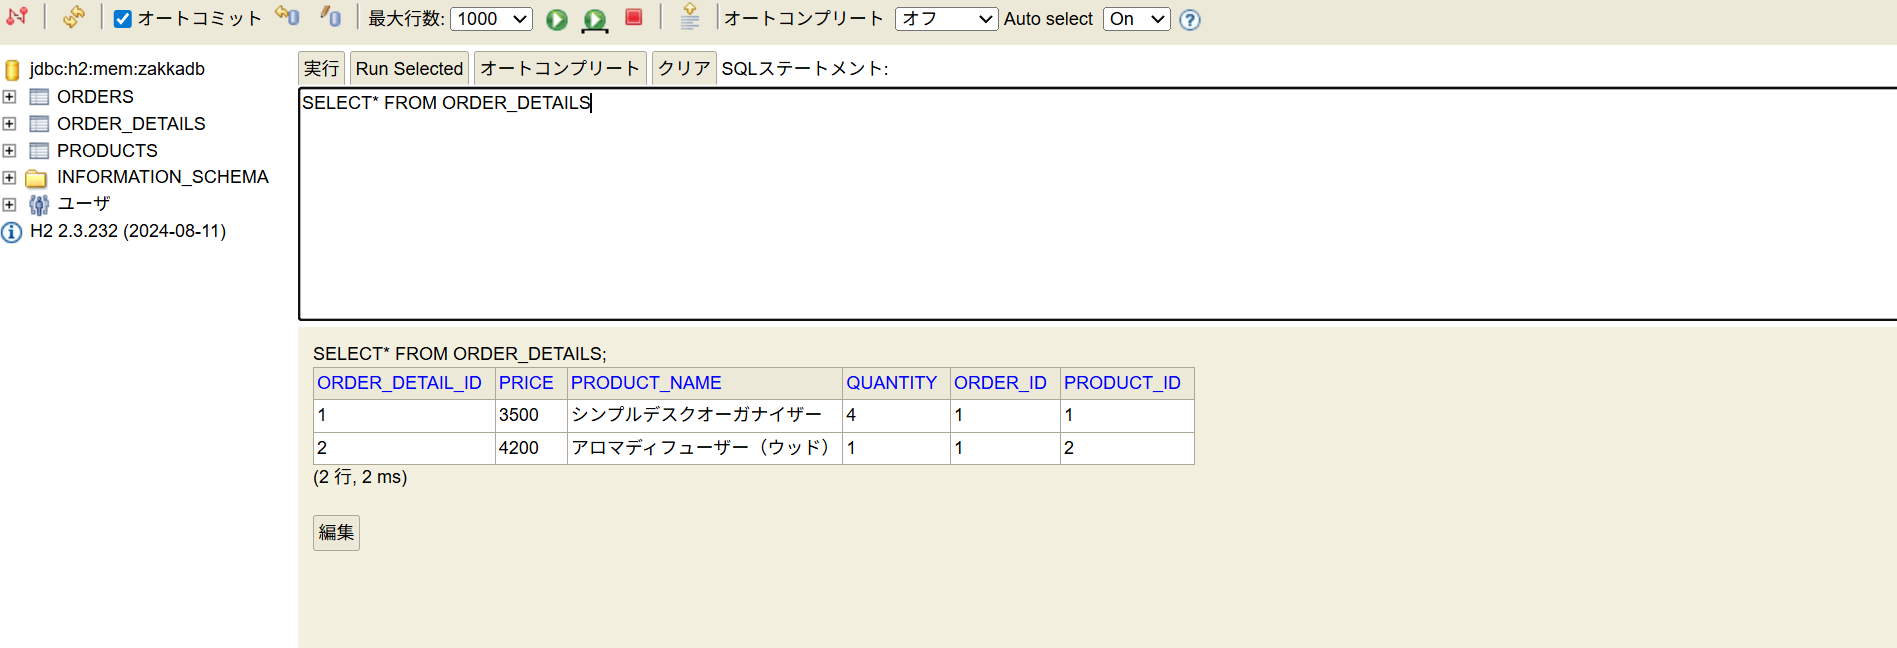 オートコミット 最大行数: 1000 オートコンプリート オフ Auto select On
jdbc:h2:mem:zakkadb
ORDERS
ORDER_DETAILS
PRODUCTS
INFORMATION_SCHEMA
ユーザ
H2 2.3.232 (2024-08-11)
実行 Run Selected オートコンプリート クリア SQLステートメント:
SELECT* FROM ORDER_DETAILS
SELECT* FROM ORDER_DETAILS;
ORDER_DETAIL_ID PRICE PRODUCT_NAME QUANTITY ORDER_ID PRODUCT_ID
1 3500 シンプルデスクオーガナイザー 4 1 1
2 4200 アロマディフューザー（ウッド） 1 1 2
(2 行, 2 ms)
編集